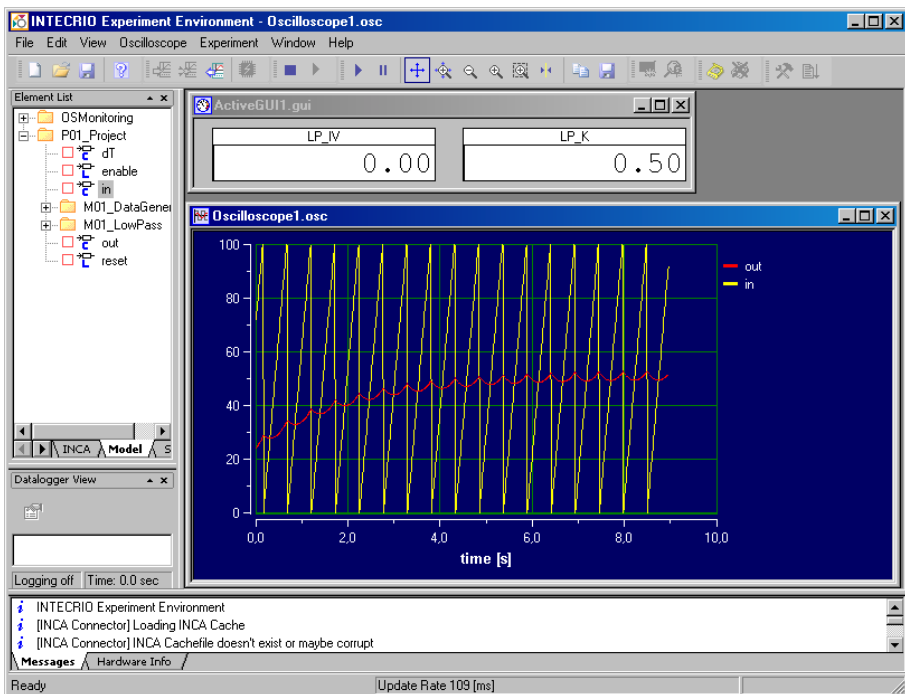 INTECRIO Experiment Environment - Oscilloscope1.osc
File Edit View Oscilloscope Experiment Window Help
Element List
OSMonitoring
P01_Project
dT
enable
in
M01_DataGener
M01_LowPass
out
reset
INCA Model S
Datalogger View
Logging off Time: 0.0 sec
ActiveGUI1.gui
LP_IV LP_K
0.00 0.50
Oscilloscope1.osc
100
80
60
40
20
0
0,0 2,0 4,0 6,0 8,0 10,0
time [s]
out
in
INTECRIO Experiment Environment
[INCA Connector] Loading INCA Cache
[INCA Connector] INCA Cachefile doesn't exist or maybe corrupt
Messages Hardware Info
Ready Update Rate 109 [ms]